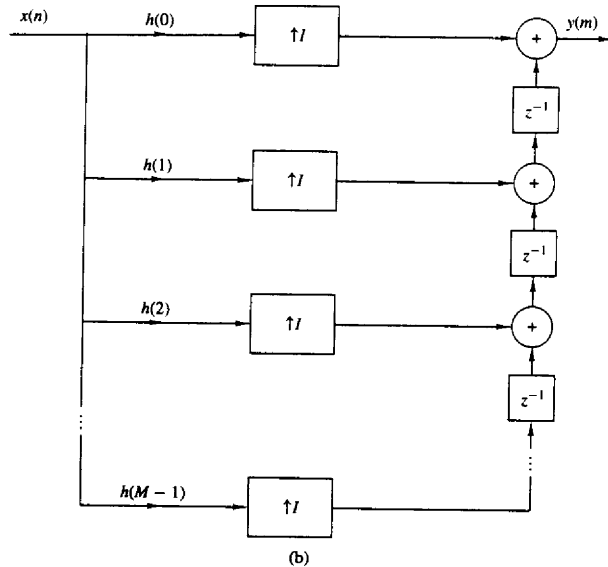 x(n) h(0) ↑I + y(m)
z⁻¹
h(1) ↑I +
z⁻¹
h(2) ↑I +
z⁻¹
h(M − 1) ↑I
(b)